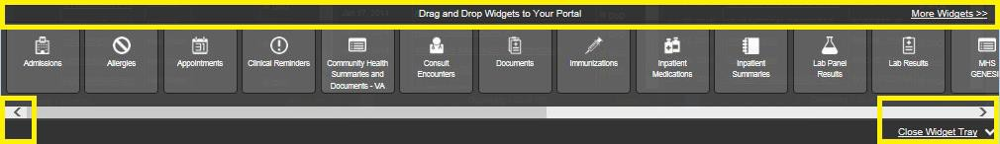 Drag and Drop Widgets to Your Portal
More Widgets >>
31
Admissions
Allergies
Appointments
Clinical Reminders
Community Health
Summaries and
Documents - VA
Consult
Encounters
Documents
Immunizations
Inpatient
Medications
Inpatient
Summaries
Lab Panel
Results
Lab Results
MHS
GENESI
Close Widget Tray